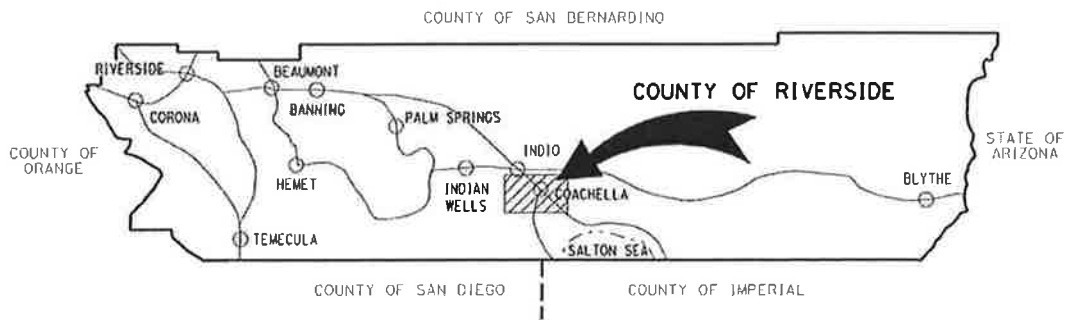 COUNTY OF SAN BERNARDINO
RIVERSIDE
BEAUMONT
COUNTY OF RIVERSIDE
CORONA
BANNING
PALM SPRINGS
STATE OF
ARIZONA
COUNTY OF
ORANGE
INDIO
HEMET
INDIAN
WELLS
COACHELLA
BLYTHE
TEMECULA
SALTON SEA
COUNTY OF SAN DIEGO
COUNTY OF IMPERIAL